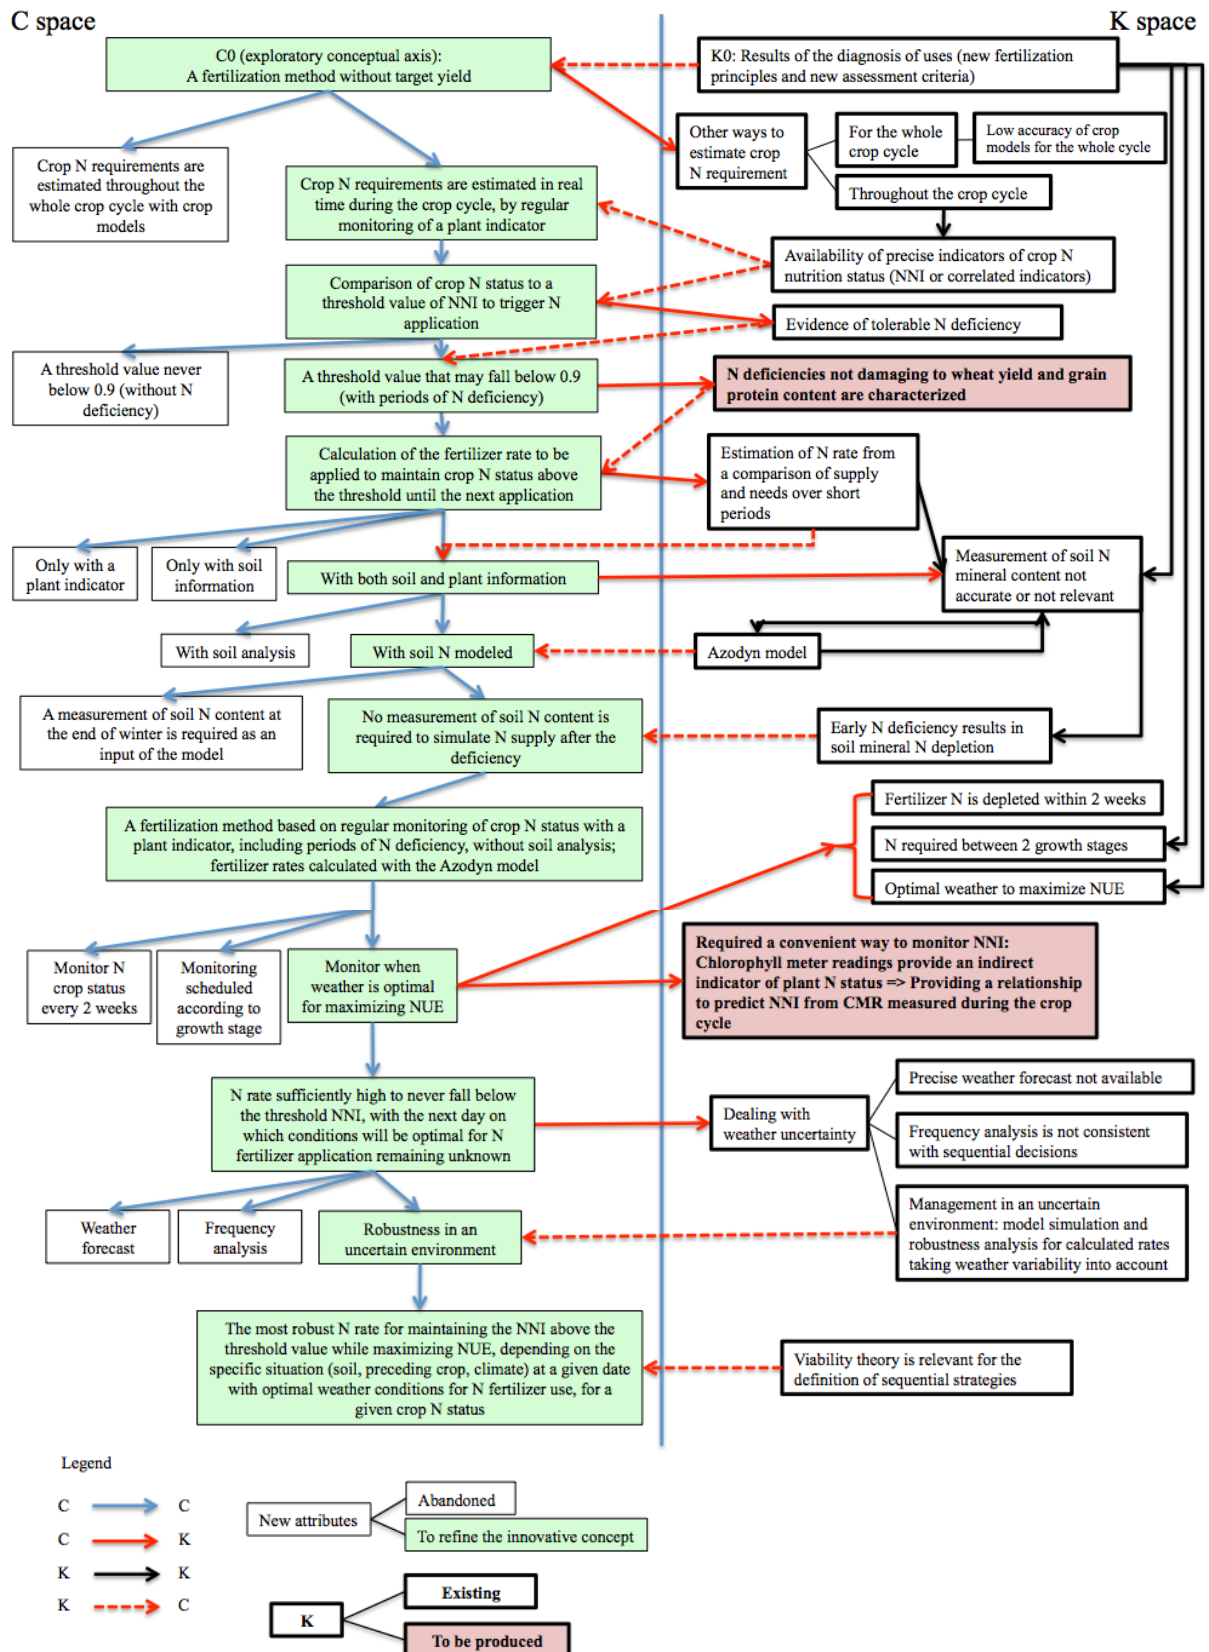 C space
K space
C0 (exploratory conceptual axis):
A fertilization method without target yield
K0: Results of the diagnosis of uses (new fertilization
principles and new assessment criteria)
Other ways to
estimate crop
N requirement
For the whole
crop cycle
Low accuracy of crop
models for the whole cycle
Throughout the crop cycle
Crop N requirements are
estimated throughout the
whole crop cycle with crop
models
Crop N requirements are estimated in real
time during the crop cycle, by regular
monitoring of a plant indicator
Availability of precise indicators of crop N
nutrition status (NNI or correlated indicators)
Comparison of crop N status to a
threshold value of NNI to trigger N
application
Evidence of tolerable N deficiency
A threshold value never
below 0.9 (without N
deficiency)
A threshold value that may fall below 0.9
(with periods of N deficiency)
N deficiencies not damaging to wheat yield and grain
protein content are characterized
Calculation of the fertilizer rate to be
applied to maintain crop N status above
the threshold until the next application
Estimation of N rate from
a comparison of supply
and needs over short
periods
Only with a
plant indicator
Only with soil
information
With both soil and plant information
Measurement of soil N
mineral content not
accurate or not relevant
With soil analysis
With soil N modeled
Azodyn model
A measurement of soil N content at
the end of winter is required as an
input of the model
No measurement of soil N content is
required to simulate N supply after the
deficiency
Early N deficiency results in
soil mineral N depletion
A fertilization method based on regular monitoring of crop N status with a
plant indicator, including periods of N deficiency, without soil analysis;
fertilizer rates calculated with the Azodyn model
Fertilizer N is depleted within 2 weeks
N required between 2 growth stages
Optimal weather to maximize NUE
Monitor N
crop status
every 2 weeks
Monitoring
scheduled
according to
growth stage
Monitor when
weather is optimal
for maximizing NUE
Required a convenient way to monitor NNI:
Chlorophyll meter readings provide an indirect
indicator of plant N status => Providing a relationship
to predict NNI from CMR measured during the crop
cycle
N rate sufficiently high to never fall below
the threshold NNI, with the next day on
which conditions will be optimal for N
fertilizer application remaining unknown
Dealing with
weather uncertainty
Precise weather forecast not available
Frequency analysis is not consistent
with sequential decisions
Management in an uncertain
environment: model simulation and
robustness analysis for calculated rates
taking weather variability into account
Weather
forecast
Frequency
analysis
Robustness in an
uncertain environment
The most robust N rate for maintaining the NNI above the
threshold value while maximizing NUE, depending on the
specific situation (soil, preceding crop, climate) at a given date
with optimal weather conditions for N fertilizer use, for a
given crop N status
Viability theory is relevant for the
definition of sequential strategies
Legend
C C
C K
K K
K C
New attributes
Abandoned
To refine the innovative concept
K
Existing
To be produced